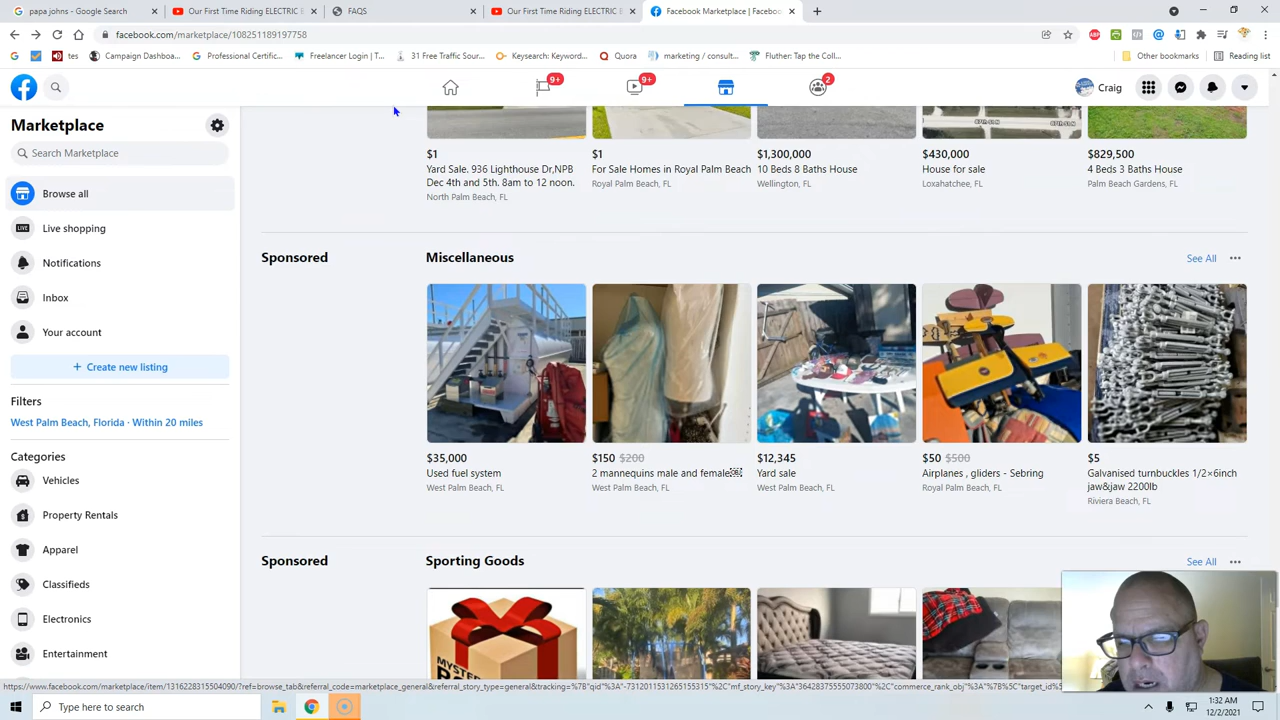 papa johns - Google Search
Our First Time Riding ELECTRIC E
FAQS
Our First Time Riding ELECTRIC E
Facebook Marketplace | Faceboo
facebook.com/marketplace/108251189197758
tes
Campaign Dashboa...
Professional Certific...
Freelancer Login | T...
31 Free Traffic Sour...
Keysearch: Keyword...
Quora
marketing / consult...
Fluther: Tap the Coll...
Other bookmarks
Reading list
9+
9+
2
Craig
Marketplace
Search Marketplace
Browse all
LIVE
Live shopping
Notifications
Inbox
Your account
+ Create new listing
Filters
West Palm Beach, Florida · Within 20 miles
Categories
Vehicles
Property Rentals
Apparel
Classifieds
Electronics
Entertainment
87th St N
$1
Yard Sale. 936 Lighthouse Dr,NPB
Dec 4th and 5th. 8am to 12 noon.
North Palm Beach, FL
$1
For Sale Homes in Royal Palm Beach
Royal Palm Beach, FL
$1,300,000
10 Beds 8 Baths House
Wellington, FL
$430,000
House for sale
Loxahatchee, FL
$829,500
4 Beds 3 Baths House
Palm Beach Gardens, FL
Sponsored
Miscellaneous
See All
$35,000
Used fuel system
West Palm Beach, FL
$150 $200
2 mannequins male and female
West Palm Beach, FL
$12,345
Yard sale
West Palm Beach, FL
$50 $500
Airplanes , gliders - Sebring
Royal Palm Beach, FL
$5
Galvanised turnbuckles 1/2×6inch
jaw&jaw 2200lb
Riviera Beach, FL
Sponsored
Sporting Goods
See All
MYSTER
Type here to search
1:32 AM
12/2/2021